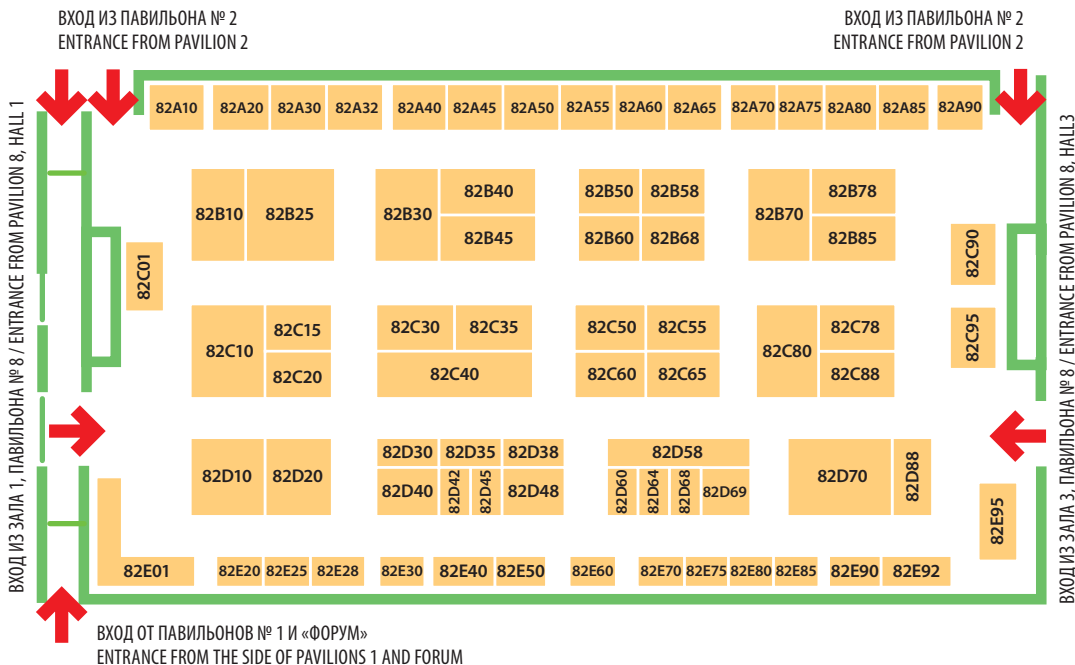 ВХОД ИЗ ПАВИЛЬОНА № 2
ENTRANCE FROM PAVILION 2
ВХОД ИЗ ПАВИЛЬОНА № 2
ENTRANCE FROM PAVILION 2
ВХОД ИЗ ЗАЛА 1, ПАВИЛЬОНА № 8 / ENTRANCE FROM PAVILION 8, HALL 1
ВХОД ИЗ ЗАЛА 3, ПАВИЛЬОНА № 8 / ENTRANCE FROM PAVILION 8, HALL3
82A10 82A20 82A30 82A32 82A40 82A45 82A50 82A55 82A60 82A65 82A70 82A75 82A80 82A85 82A90
82B40 82B50 82B58 82B78
82B10 82B25 82B30 82B70
82B45 82B60 82B68 82B85
82C01 82C90
82C15 82C30 82C35 82C50 82C55 82C78 82C95
82C10 82C80
82C20 82C40 82C60 82C65 82C88
82D30 82D35 82D38 82D58
82D10 82D20 82D70 82D88
82D40 82D42 82D45 82D48 82D60 82D64 82D68 82D69
82E95
82E01 82E20 82E25 82E28 82E30 82E40 82E50 82E60 82E70 82E75 82E80 82E85 82E90 82E92
ВХОД ОТ ПАВИЛЬОНОВ № 1 И «ФОРУМ»
ENTRANCE FROM THE SIDE OF PAVILIONS 1 AND FORUM